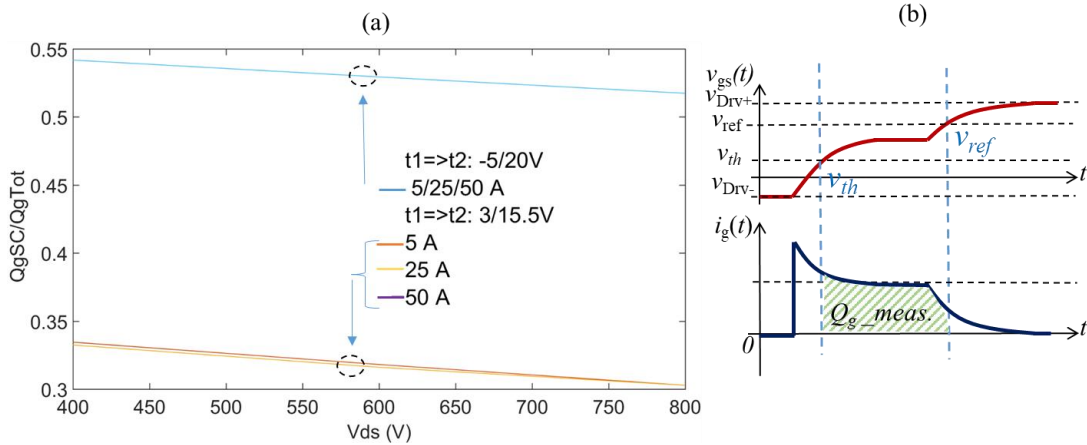 (a)
0.55
0.5
0.45
0.4
0.35
0.3
QgSC/QgTot
t1=>t2: -5/20V
5/25/50 A
t1=>t2: 3/15.5V
5 A
25 A
50 A
400 450 500 550 600 650 700 750 800
Vds (V)
(b)
vgs(t)
vDrv+
vref
vth
vDrv-
vref
vth
t
ig(t)
Qg_meas.
0
t